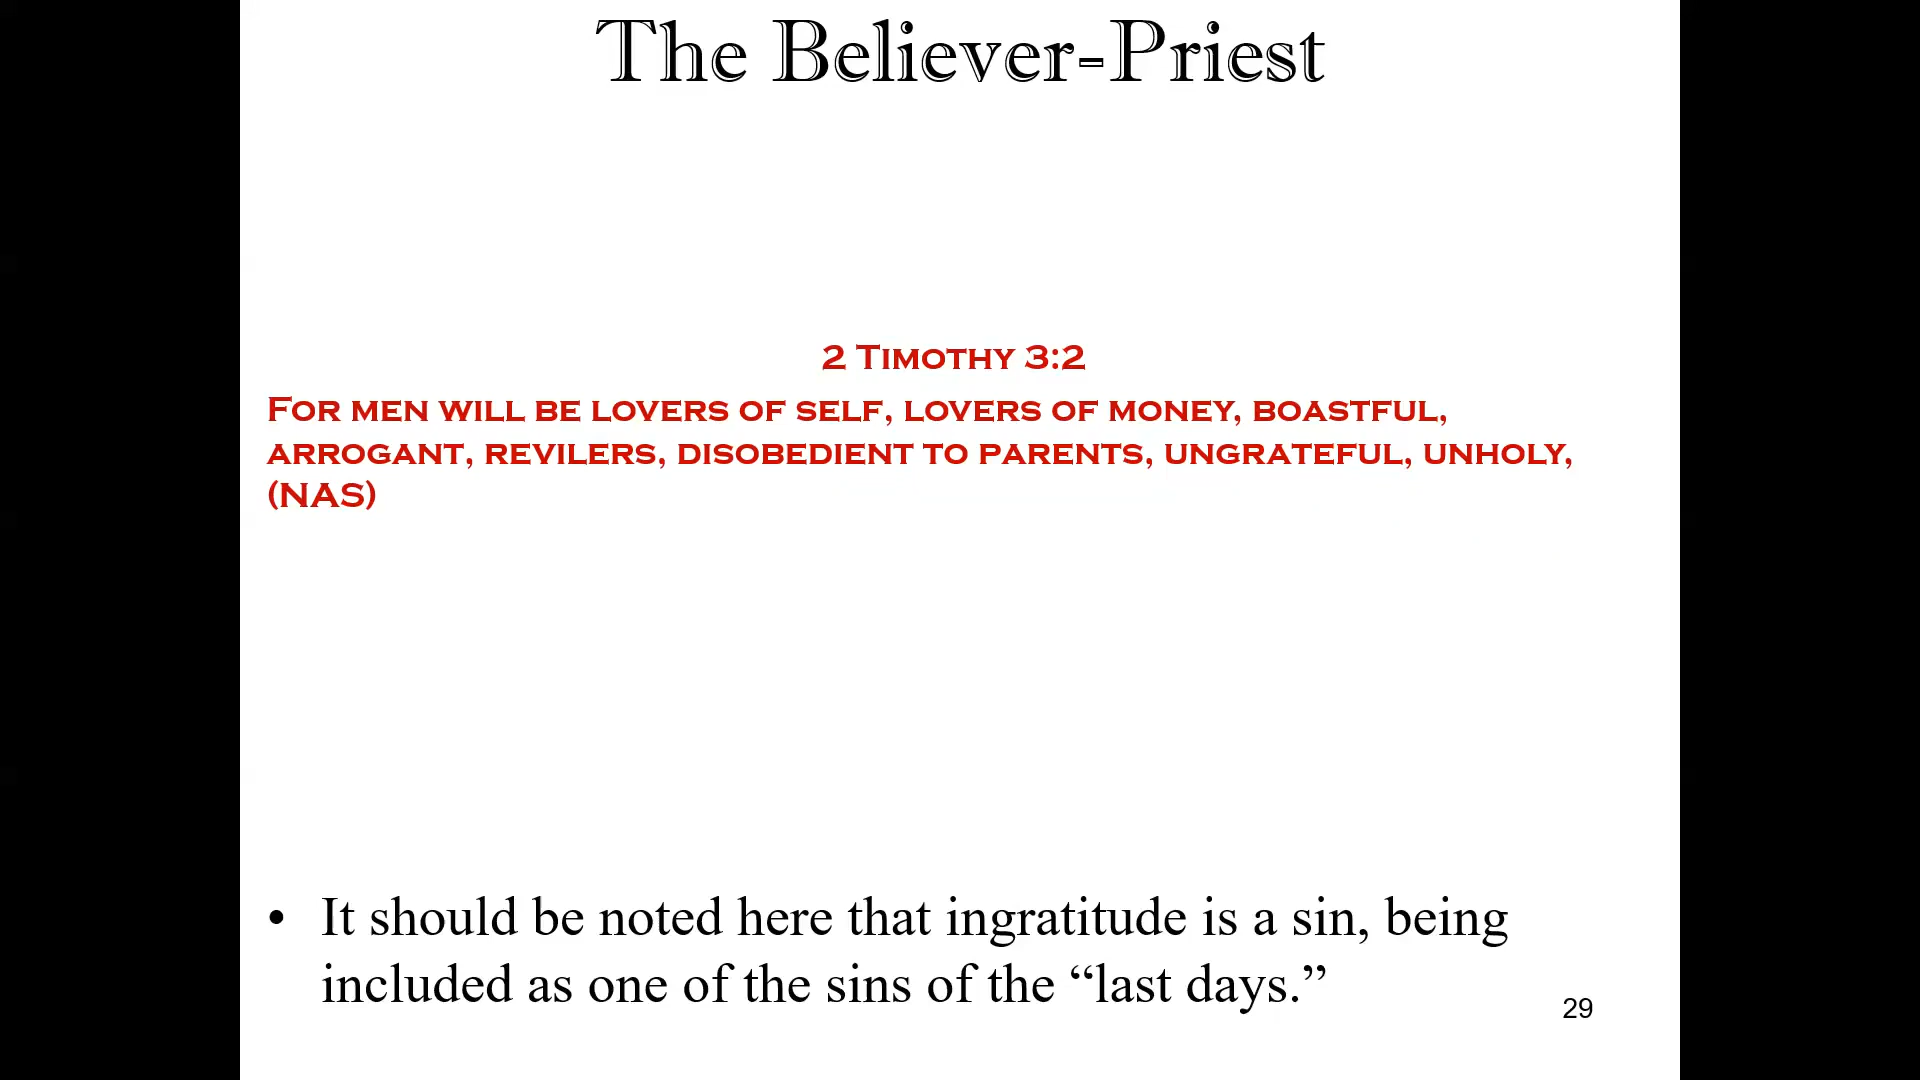 The Believer-Priest
2 Timothy 3:2
For men will be lovers of self, lovers of money, boastful,
arrogant, revilers, disobedient to parents, ungrateful, unholy,
(NAS)
• It should be noted here that ingratitude is a sin, being
included as one of the sins of the “last days.”
29